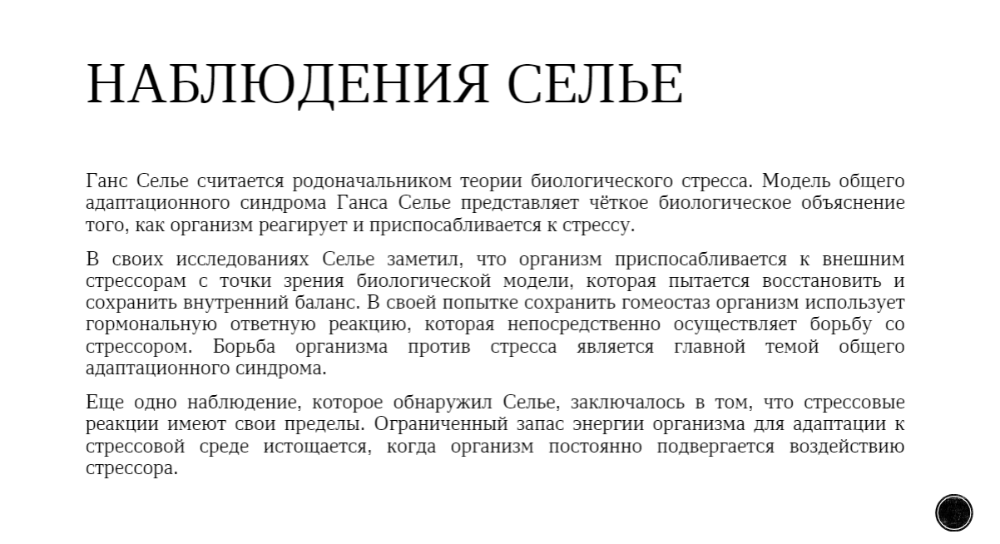 НАБЛЮДЕНИЯ СЕЛЬЕ
Ганс Селье считается родоначальником теории биологического стресса. Модель общего
адаптационного синдрома Ганса Селье представляет чёткое биологическое объяснение
того, как организм реагирует и приспосабливается к стрессу.
В своих исследованиях Селье заметил, что организм приспосабливается к внешним
стрессорам с точки зрения биологической модели, которая пытается восстановить и
сохранить внутренний баланс. В своей попытке сохранить гомеостаз организм использует
гормональную ответную реакцию, которая непосредственно осуществляет борьбу со
стрессором. Борьба организма против стресса является главной темой общего
адаптационного синдрома.
Еще одно наблюдение, которое обнаружил Селье, заключалось в том, что стрессовые
реакции имеют свои пределы. Ограниченный запас энергии организма для адаптации к
стрессовой среде истощается, когда организм постоянно подвергается воздействию
стрессора.